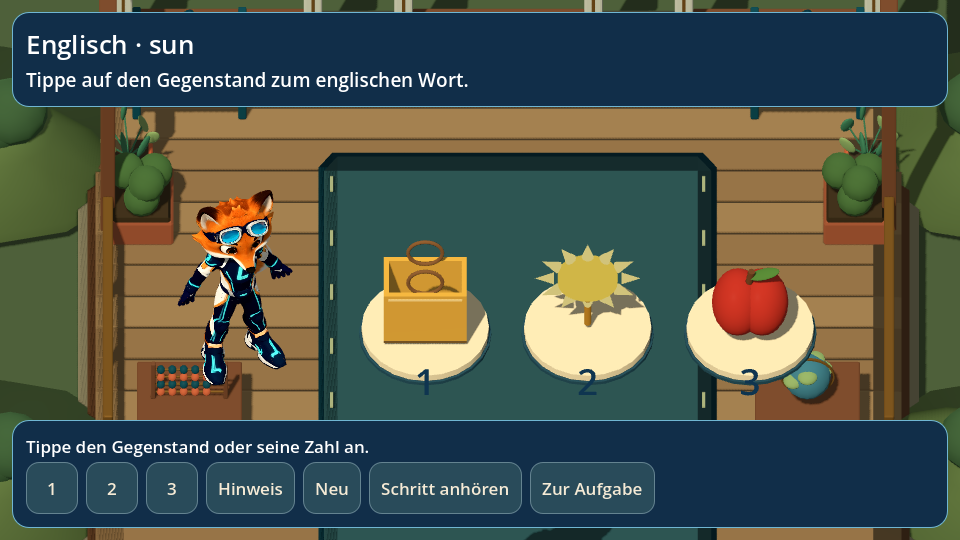 Englisch · sun
Tippe auf den Gegenstand zum englischen Wort.
1
2
3
Tippe den Gegenstand oder seine Zahl an.
1
2
3
Hinweis
Neu
Schritt anhören
Zur Aufgabe